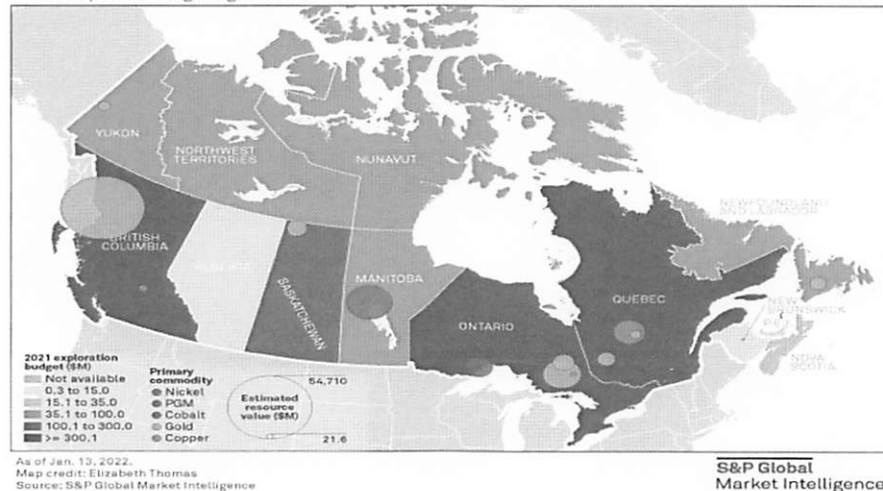 YUKON
NORTHWEST
TERRITORIES
NUNAVUT
NEWFOUNDLAND
AND LABRADOR
BRITISH
COLUMBIA
ALBERTA
SASKATCHEWAN
MANITOBA
ONTARIO
QUEBEC
NEW
BRUNSWICK
P.E.I.
NOVA
SCOTIA
2021 exploration
budget ($M)
Not available
0.3 to 15.0
15.1 to 35.0
35.1 to 100.0
100.1 to 300.0
>= 300.1
Primary
commodity
Nickel
PGM
Cobalt
Gold
Copper
54,710
Estimated
resource
value ($M)
21.6
As of Jan. 13, 2022.
Map credit: Elizabeth Thomas
Source: S&P Global Market Intelligence
S&P Global
Market Intelligence